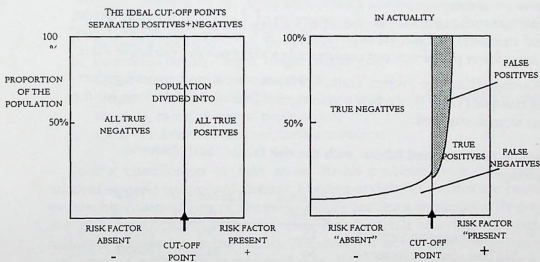 THE IDEAL CUT-OFF POINTS
SEPARATED POSITIVES+NEGATIVES
100
%
PROPORTION
OF THE
POPULATION
50%
POPULATION
DIVIDED INTO
ALL TRUE
NEGATIVES
ALL TRUE
POSITIVES
RISK FACTOR
ABSENT
-
CUT-OFF
POINT
RISK FACTOR
PRESENT
+
IN ACTUALITY
100%
50%
TRUE NEGATIVES
FALSE
POSITIVES
TRUE
POSITIVES
FALSE
NEGATIVES
RISK FACTOR
"ABSENT"
-
CUT-OFF
POINT
RISK FACTOR
"PRESENT
+